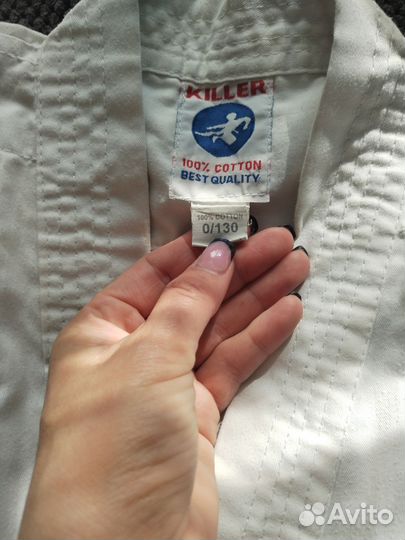 KILLER
100% COTTON
BEST QUALITY
100% COTTON
0/130
Avito